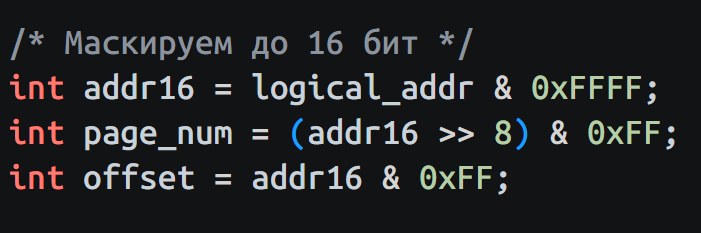 /* Маскируем до 16 бит */
int addr16 = logical_addr & 0xFFFF;
int page_num = (addr16 >> 8) & 0xFF;
int offset = addr16 & 0xFF;